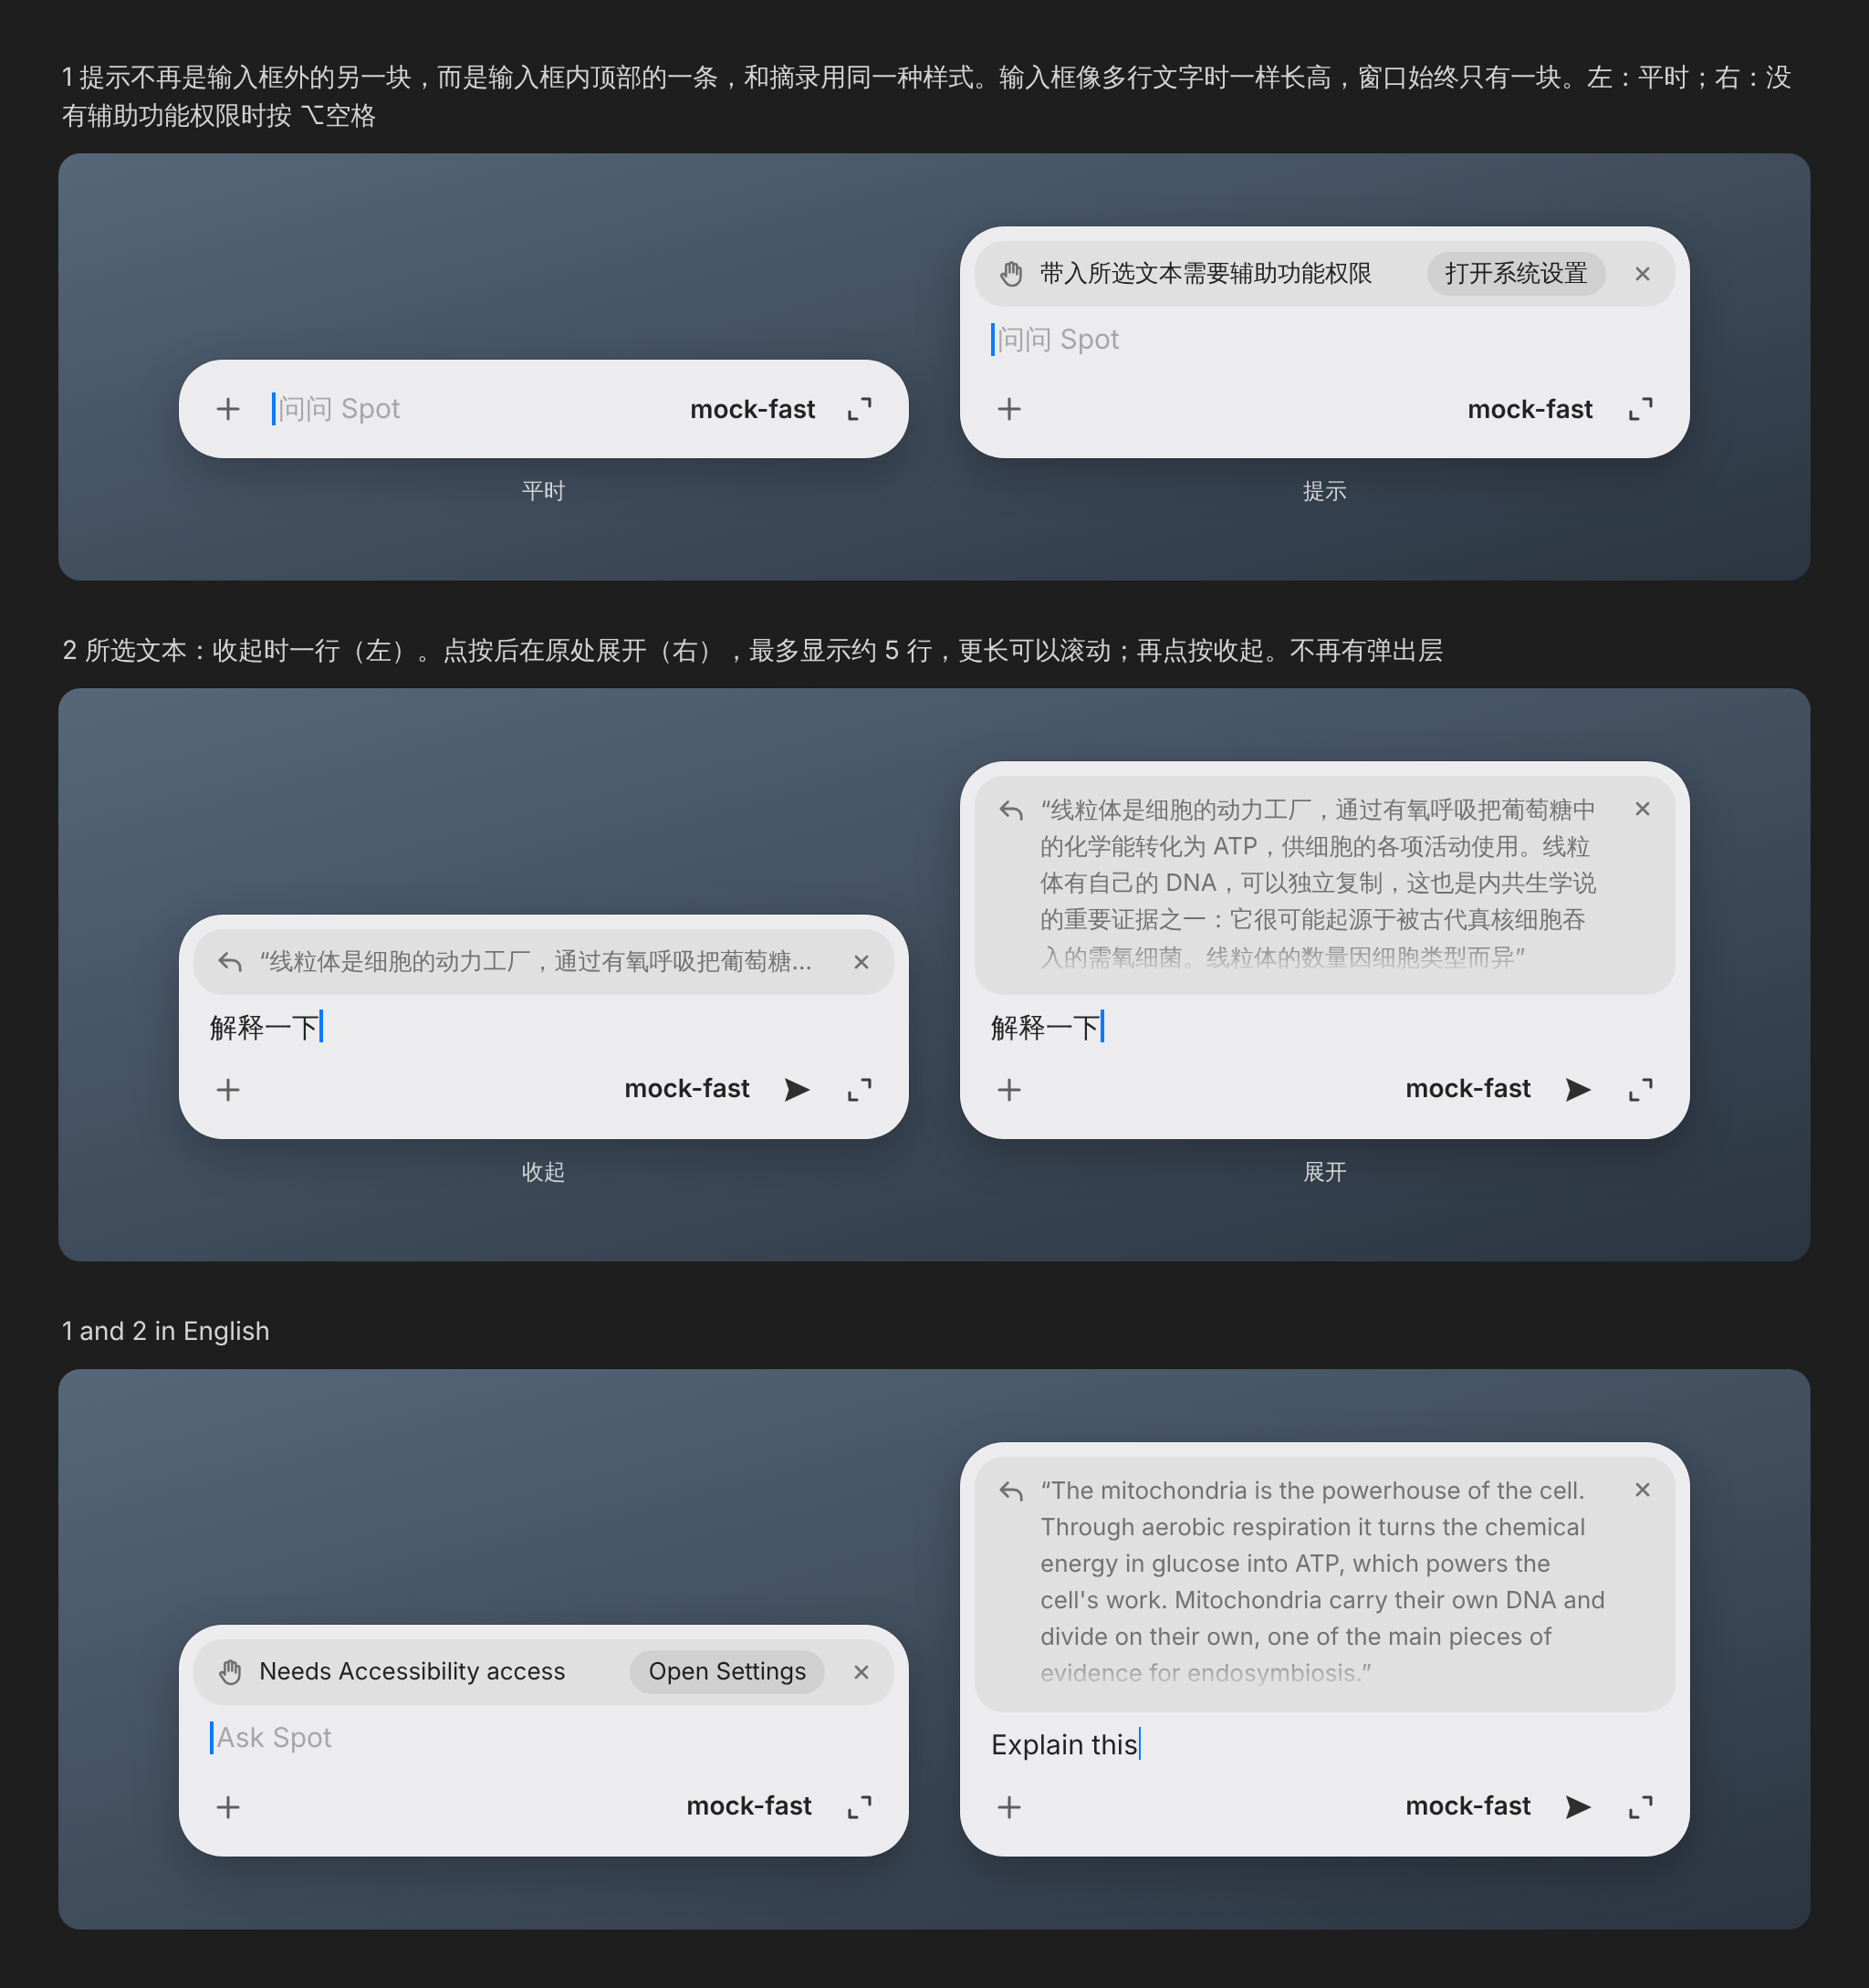 1 提示不再是输入框外的另一块，而是输入框内顶部的一条，和摘录用同一种样式。输入框像多行文字时一样长高，窗口始终只有一块。左：平时；右：没
有辅助功能权限时按 ⌥空格
带入所选文本需要辅助功能权限 打开系统设置
问问 Spot
问问 Spot mock-fast
mock-fast
平时
提示
2 所选文本：收起时一行（左）。点按后在原处展开（右），最多显示约 5 行，更长可以滚动；再点按收起。不再有弹出层
“线粒体是细胞的动力工厂，通过有氧呼吸把葡萄糖...
解释一下
mock-fast
收起
“线粒体是细胞的动力工厂，通过有氧呼吸把葡萄糖中
的化学能转化为 ATP，供细胞的各项活动使用。线粒
体有自己的 DNA，可以独立复制，这也是内共生学说
的重要证据之一：它很可能起源于被古代真核细胞吞
入的需氧细菌。线粒体的数量因细胞类型而异”
解释一下
mock-fast
展开
1 and 2 in English
Needs Accessibility access Open Settings
Ask Spot
mock-fast
“The mitochondria is the powerhouse of the cell.
Through aerobic respiration it turns the chemical
energy in glucose into ATP, which powers the
cell's work. Mitochondria carry their own DNA and
divide on their own, one of the main pieces of
evidence for endosymbiosis.”
Explain this
mock-fast